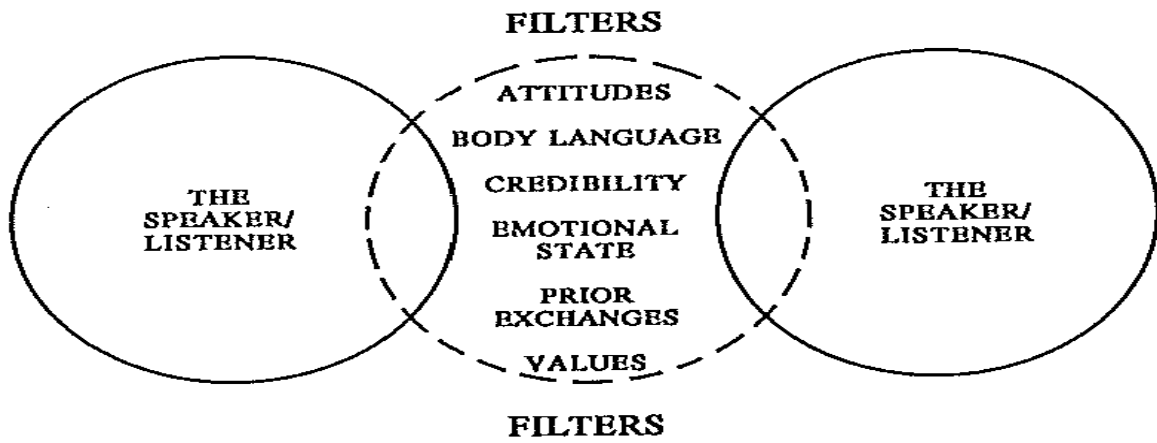 FILTERS
ATTITUDES
BODY LANGUAGE
CREDIBILITY
EMOTIONAL
STATE
PRIOR
EXCHANGES
VALUES
FILTERS
THE
SPEAKER/
LISTENER
THE
SPEAKER/
LISTENER